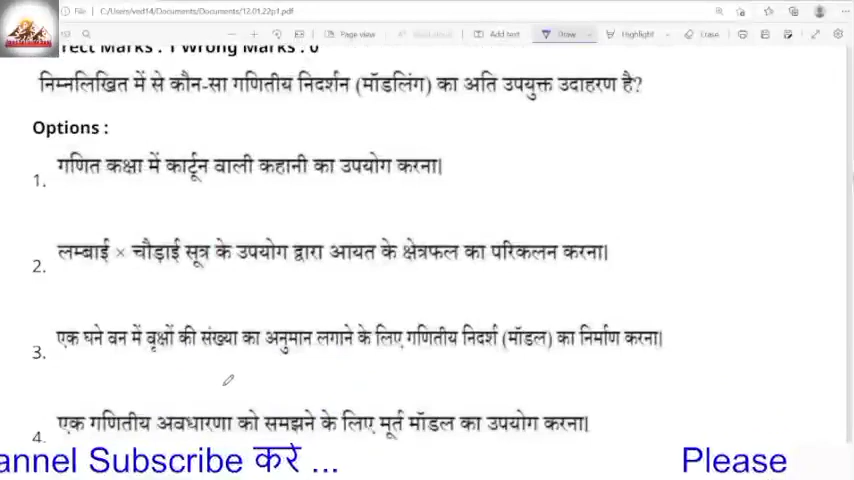 File | C:/Users/ved14/Documents/Documents/12.01.22p1.pdf
Page view Add text Draw Highlight Erase
rrect Marks : 1 Wrong Marks : 0
निम्नलिखित में से कौन-सा गणितीय निदर्शन (मॉडलिंग) का अति उपयुक्त उदाहरण है?
Options :
1. गणित कक्षा में कार्टून वाली कहानी का उपयोग करना।
2. लम्बाई × चौड़ाई सूत्र के उपयोग द्वारा आयत के क्षेत्रफल का परिकलन करना।
3. एक घने वन में वृक्षों की संख्या का अनुमान लगाने के लिए गणितीय निदर्श (मॉडल) का निर्माण करना।
4. एक गणितीय अवधारणा को समझने के लिए मूर्त मॉडल का उपयोग करना।
annel Subscribe करे ... Please